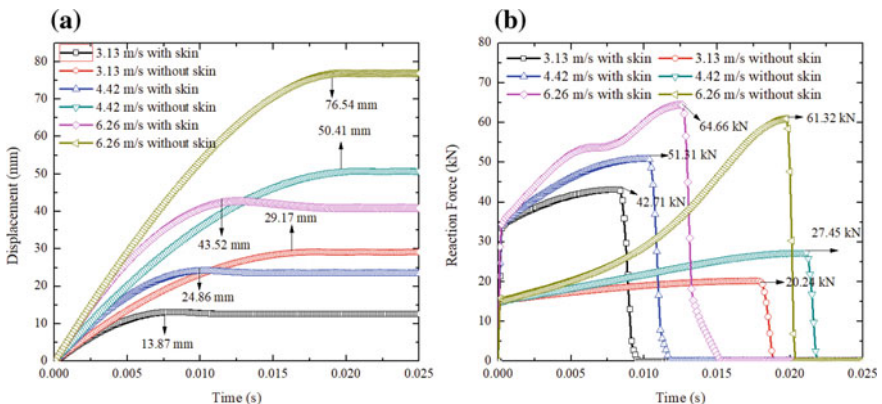 (a)
80
70
60
50
40
30
20
10
0
Displacement (mm)
3.13 m/s with skin
3.13 m/s without skin
4.42 m/s with skin
4.42 m/s without skin
6.26 m/s with skin
6.26 m/s without skin
76.54 mm
50.41 mm
29.17 mm
43.52 mm
24.86 mm
13.87 mm
0.000 0.005 0.010 0.015 0.020 0.025
Time (s)
(b)
80
70
60
50
40
30
20
10
0
Reaction Force (kN)
3.13 m/s with skin 3.13 m/s without skin
4.42 m/s with skin 4.42 m/s without skin
6.26 m/s with skin 6.26 m/s without skin
64.66 kN
61.32 kN
51.31 kN
42.71 kN
27.45 kN
20.24 kN
0.000 0.005 0.010 0.015 0.020 0.025
Time (s)